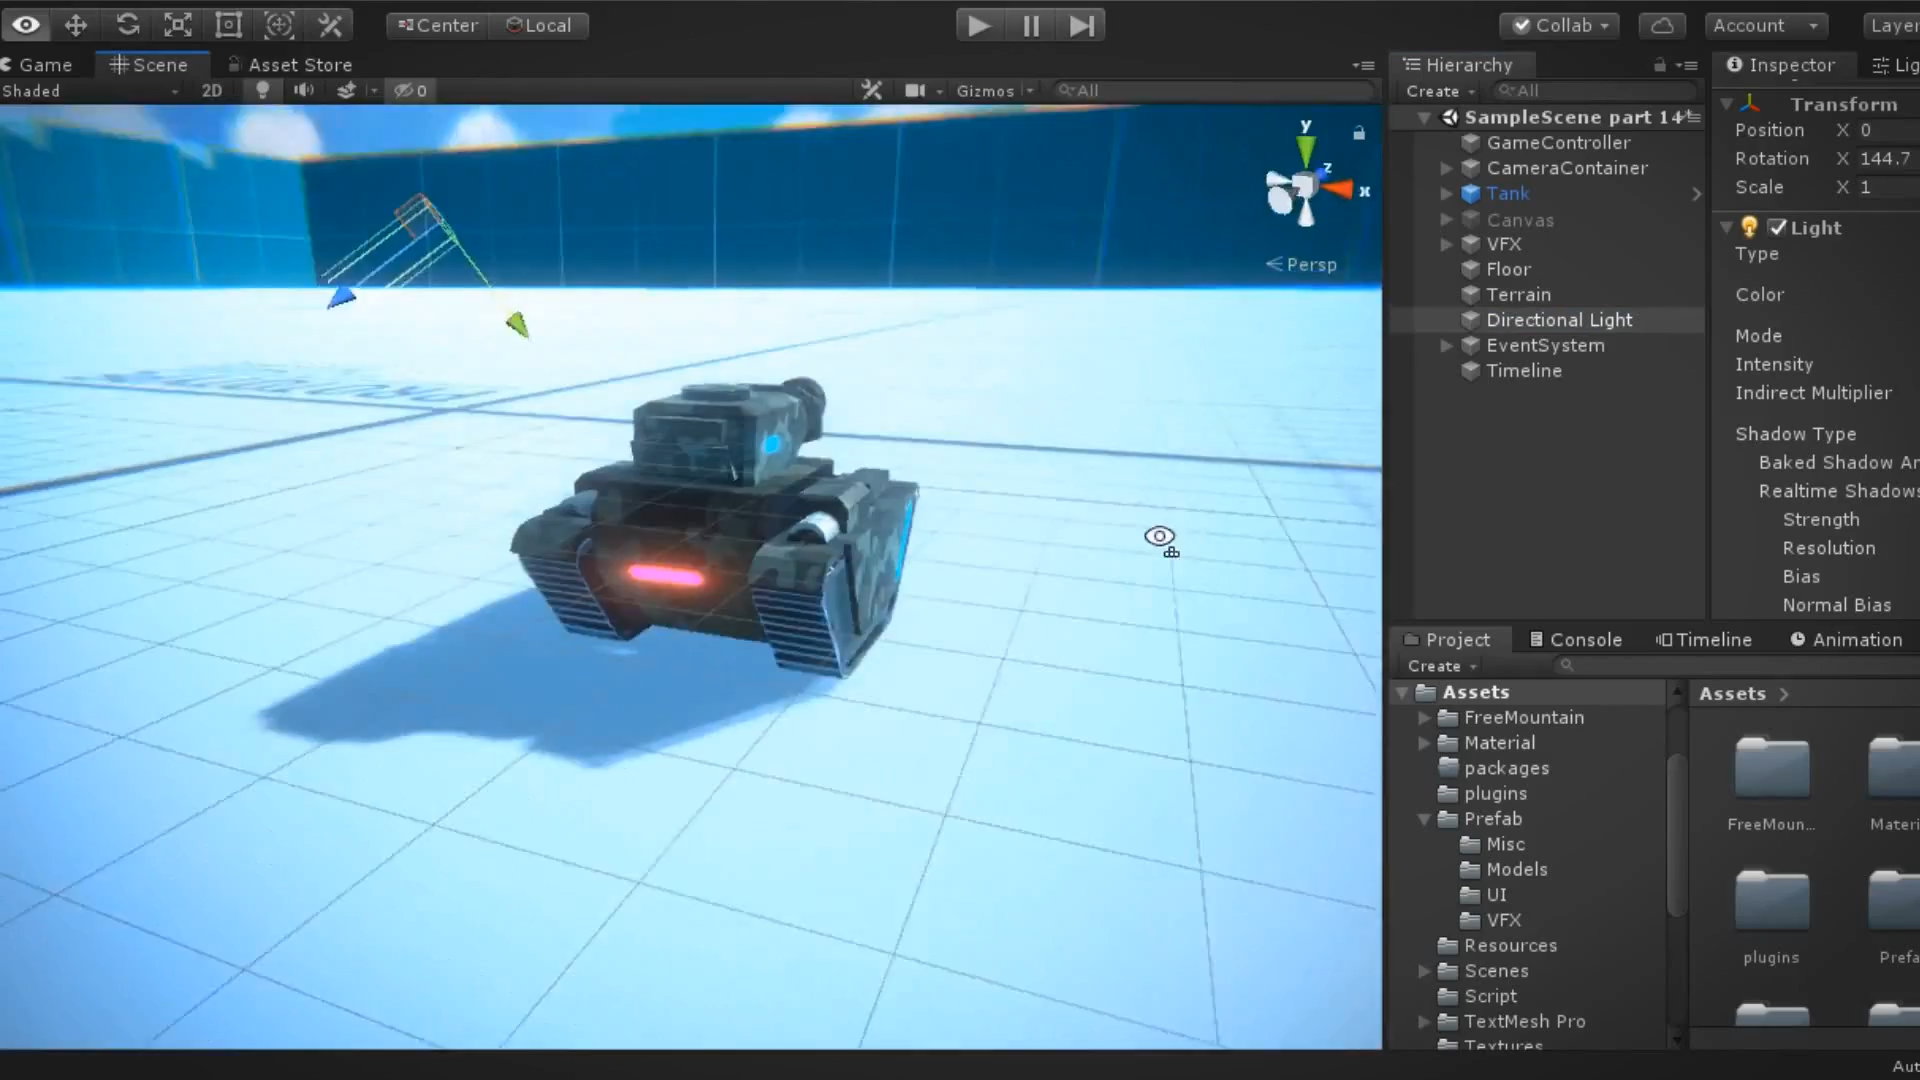 Center Local
Collab Account Layer
Game Scene Asset Store
Shaded 2D 0 Gizmos All
y
z
x
Persp
Hierarchy
Create All
SampleScene part 14*
GameController
CameraContainer
Tank
Canvas
VFX
Floor
Terrain
Directional Light
EventSystem
Timeline
Inspector Lig
Transform
Position X 0
Rotation X 144.7
Scale X 1
Light
Type
Color
Mode
Intensity
Indirect Multiplier
Shadow Type
Baked Shadow An
Realtime Shadows
Strength
Resolution
Bias
Normal Bias
Project Console Timeline Animation
Create
Assets
FreeMountain
Material
packages
plugins
Prefab
Misc
Models
UI
VFX
Resources
Scenes
Script
TextMesh Pro
Textures
Assets
FreeMoun... Materi
plugins Prefa
Aut